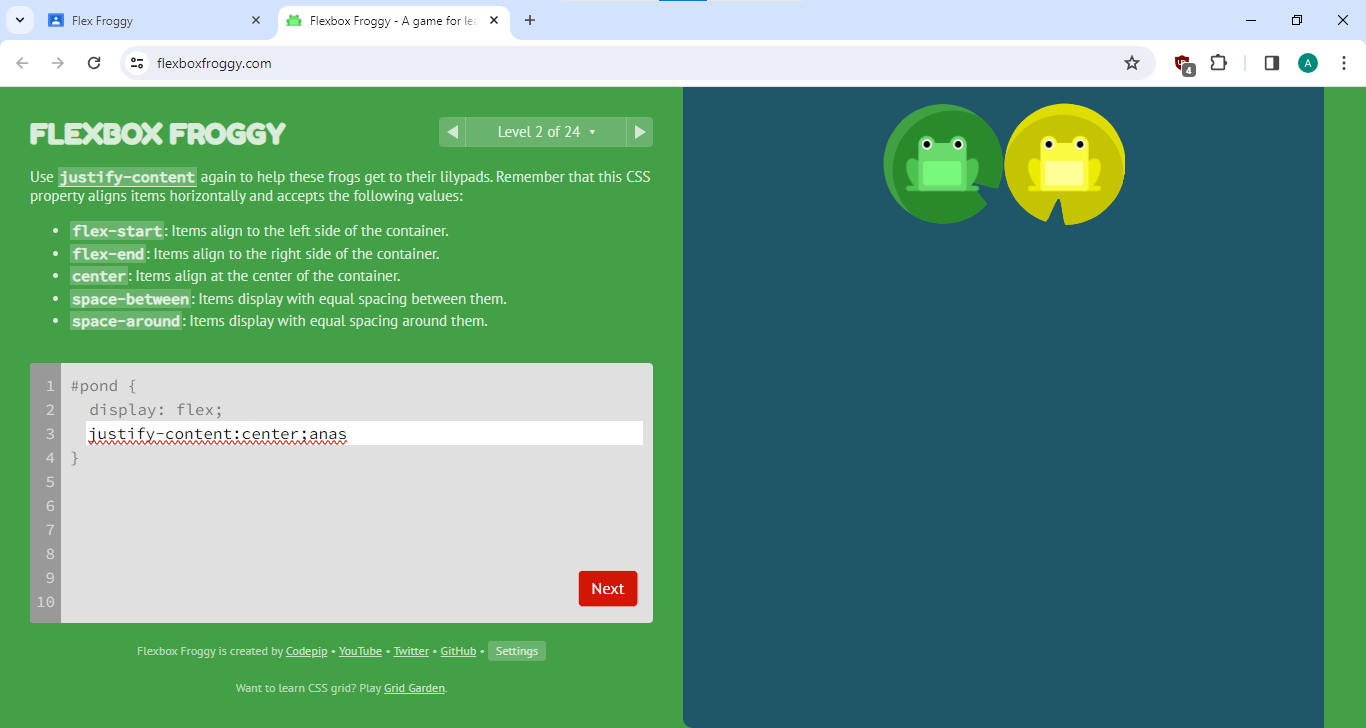 Flex Froggy
Flexbox Froggy - A game for lea
flexboxfroggy.com
4
A
FLEXBOX FROGGY
Level 2 of 24
Use justify-content again to help these frogs get to their lilypads. Remember that this CSS
property aligns items horizontally and accepts the following values:
• flex-start: Items align to the left side of the container.
• flex-end: Items align to the right side of the container.
• center: Items align at the center of the container.
• space-between: Items display with equal spacing between them.
• space-around: Items display with equal spacing around them.
1 #pond {
2 display: flex;
3 justify-content:center;anas
4 }
5
6
7
8
9
10
Next
Flexbox Froggy is created by Codepip • YouTube • Twitter • GitHub • Settings
Want to learn CSS grid? Play Grid Garden.